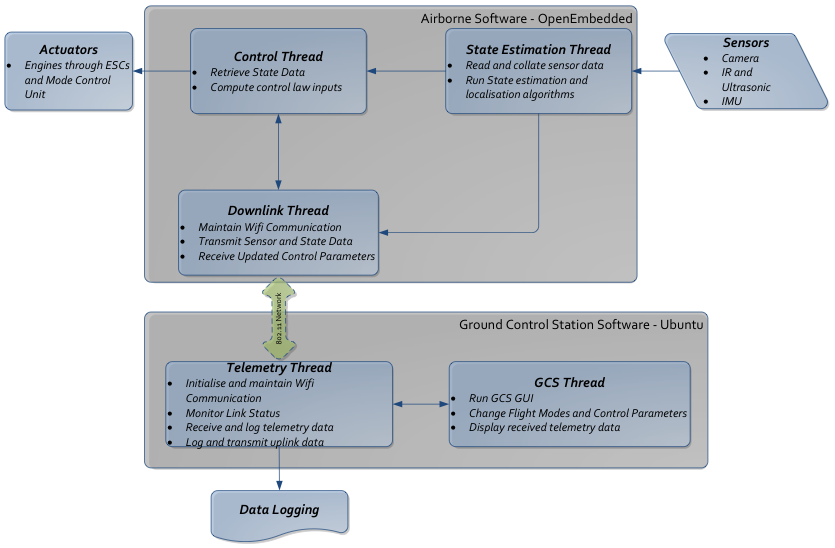 Airborne Software - OpenEmbedded
Actuators
• Engines through ESCs
and Mode Control
Unit
Control Thread
• Retrieve State Data
• Compute control law inputs
State Estimation Thread
• Read and collate sensor data
• Run State estimation and
localisation algorithms
Sensors
• Camera
• IR and
Ultrasonic
• IMU
Downlink Thread
• Maintain Wifi Communication
• Transmit Sensor and State Data
• Receive Updated Control Parameters
802.11 Network
Ground Control Station Software - Ubuntu
Telemetry Thread
• Initialise and maintain Wifi
Communication
• Monitor Link Status
• Receive and log telemetry data
• Log and transmit uplink data
GCS Thread
• Run GCS GUI
• Change Flight Modes and Control Parameters
• Display received telemetry data
Data Logging